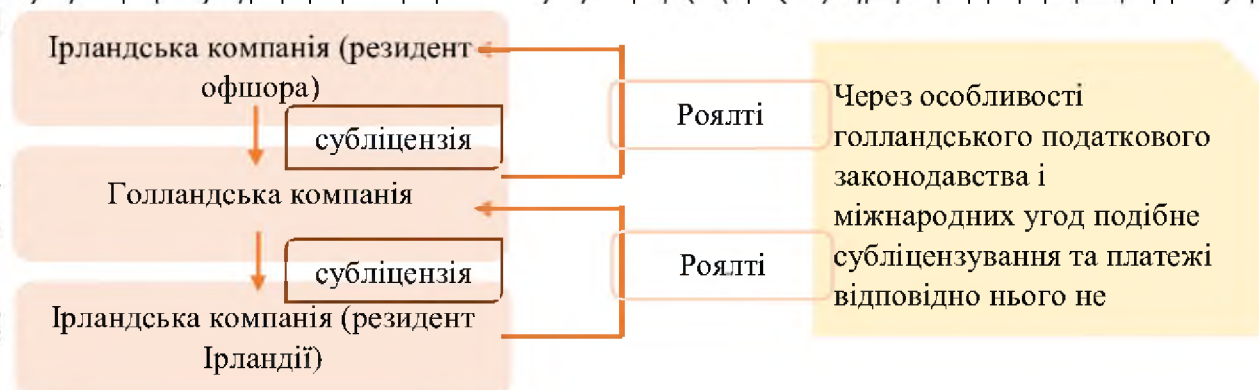 Ірландська компанія (резидент
офшора)
субліцензія
Голландська компанія
субліцензія
Ірландська компанія (резидент
Ірландії)
Роялті
Роялті
Через особливості
голландського податкового
законодавства і
міжнародних угод подібне
субліцензування та платежі
відповідно нього не